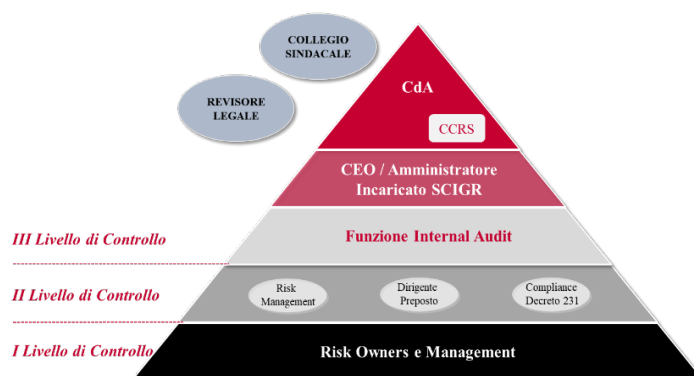 COLLEGIO
SINDACALE
REVISORE
LEGALE
CdA
CCRS
CEO / Amministratore
Incaricato SCIGR
III Livello di Controllo
Funzione Internal Audit
II Livello di Controllo
Risk
Management
Dirigente
Preposto
Compliance
Decreto 231
I Livello di Controllo
Risk Owners e Management